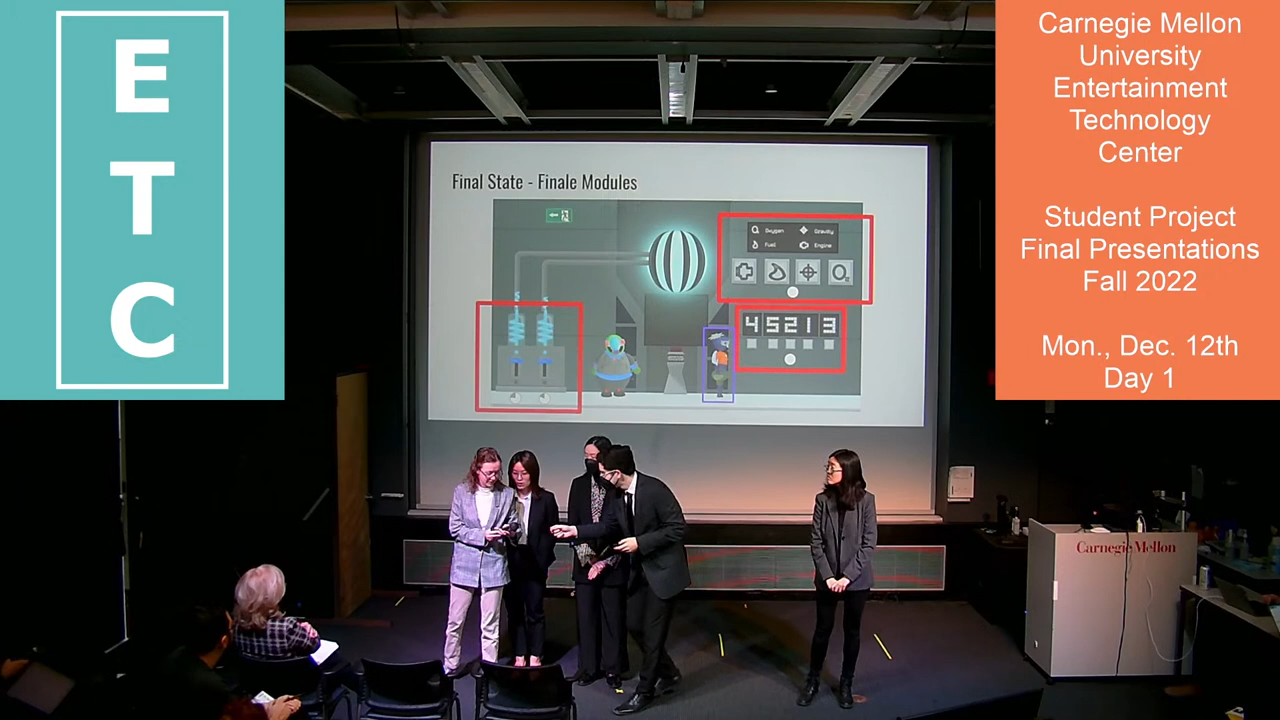 E
T
C
Carnegie Mellon
University
Entertainment
Technology
Center
Student Project
Final Presentations
Fall 2022
Mon., Dec. 12th
Day 1
Final State - Finale Modules
Oxygen
Gravity
Fuel
Engine
45213
Carnegie Mellon